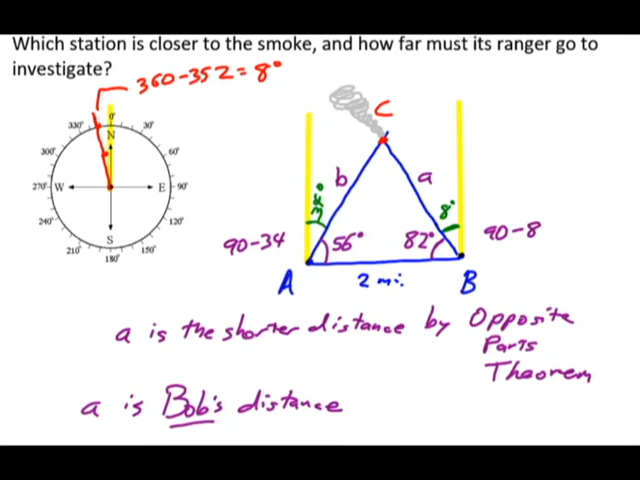 Which station is closer to the smoke, and how far must its ranger go to
investigate?
360-352=8°
0°
N
30°
60°
E 90°
120°
150°
180°
S
210°
240°
270° W
300°
330°
C
b
a
34°
8°
90-34
56°
82°
90-8
A
2 mi.
B
a is the shorter distance by Opposite
Parts
Theorem
a is Bob's distance